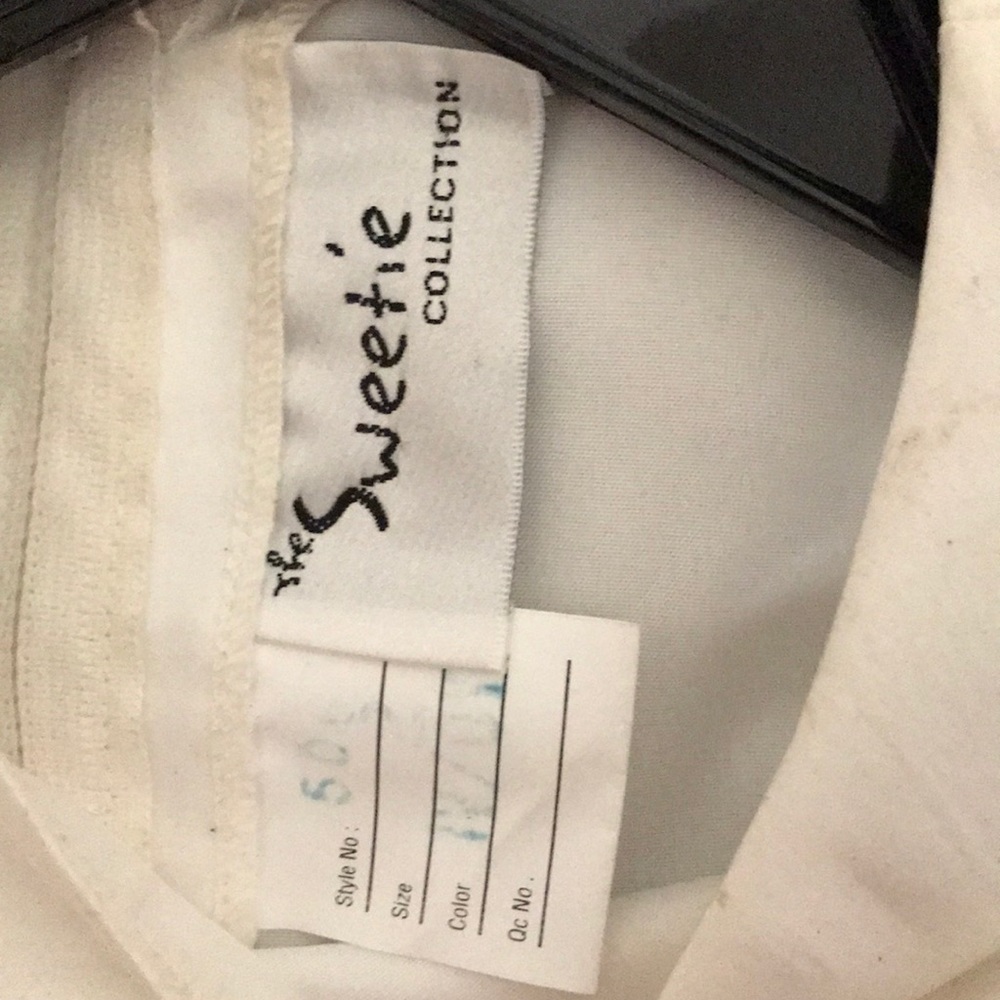 the Sweetie
COLLECTION
Style No :
Size
Color
Qc No .